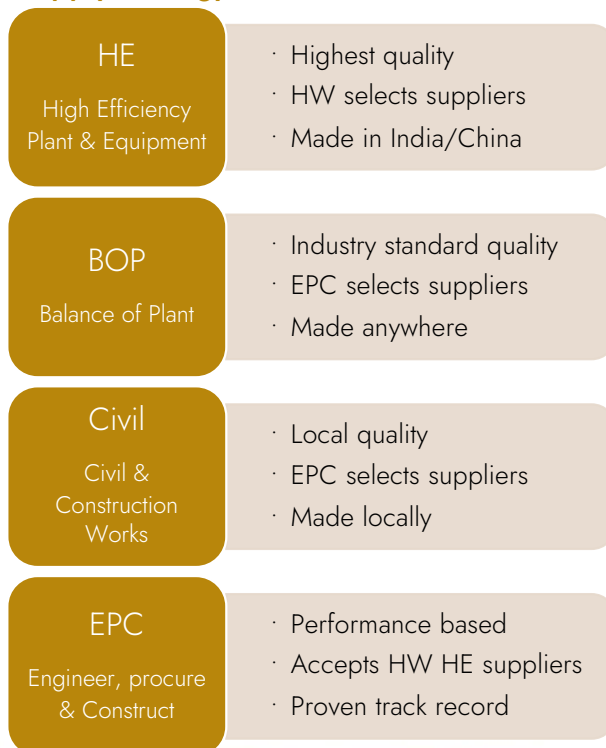 HE
High Efficiency
Plant & Equipment
· Highest quality
· HW selects suppliers
· Made in India/China
BOP
Balance of Plant
· Industry standard quality
· EPC selects suppliers
· Made anywhere
Civil
Civil &
Construction
Works
· Local quality
· EPC selects suppliers
· Made locally
EPC
Engineer, procure
& Construct
· Performance based
· Accepts HW HE suppliers
· Proven track record